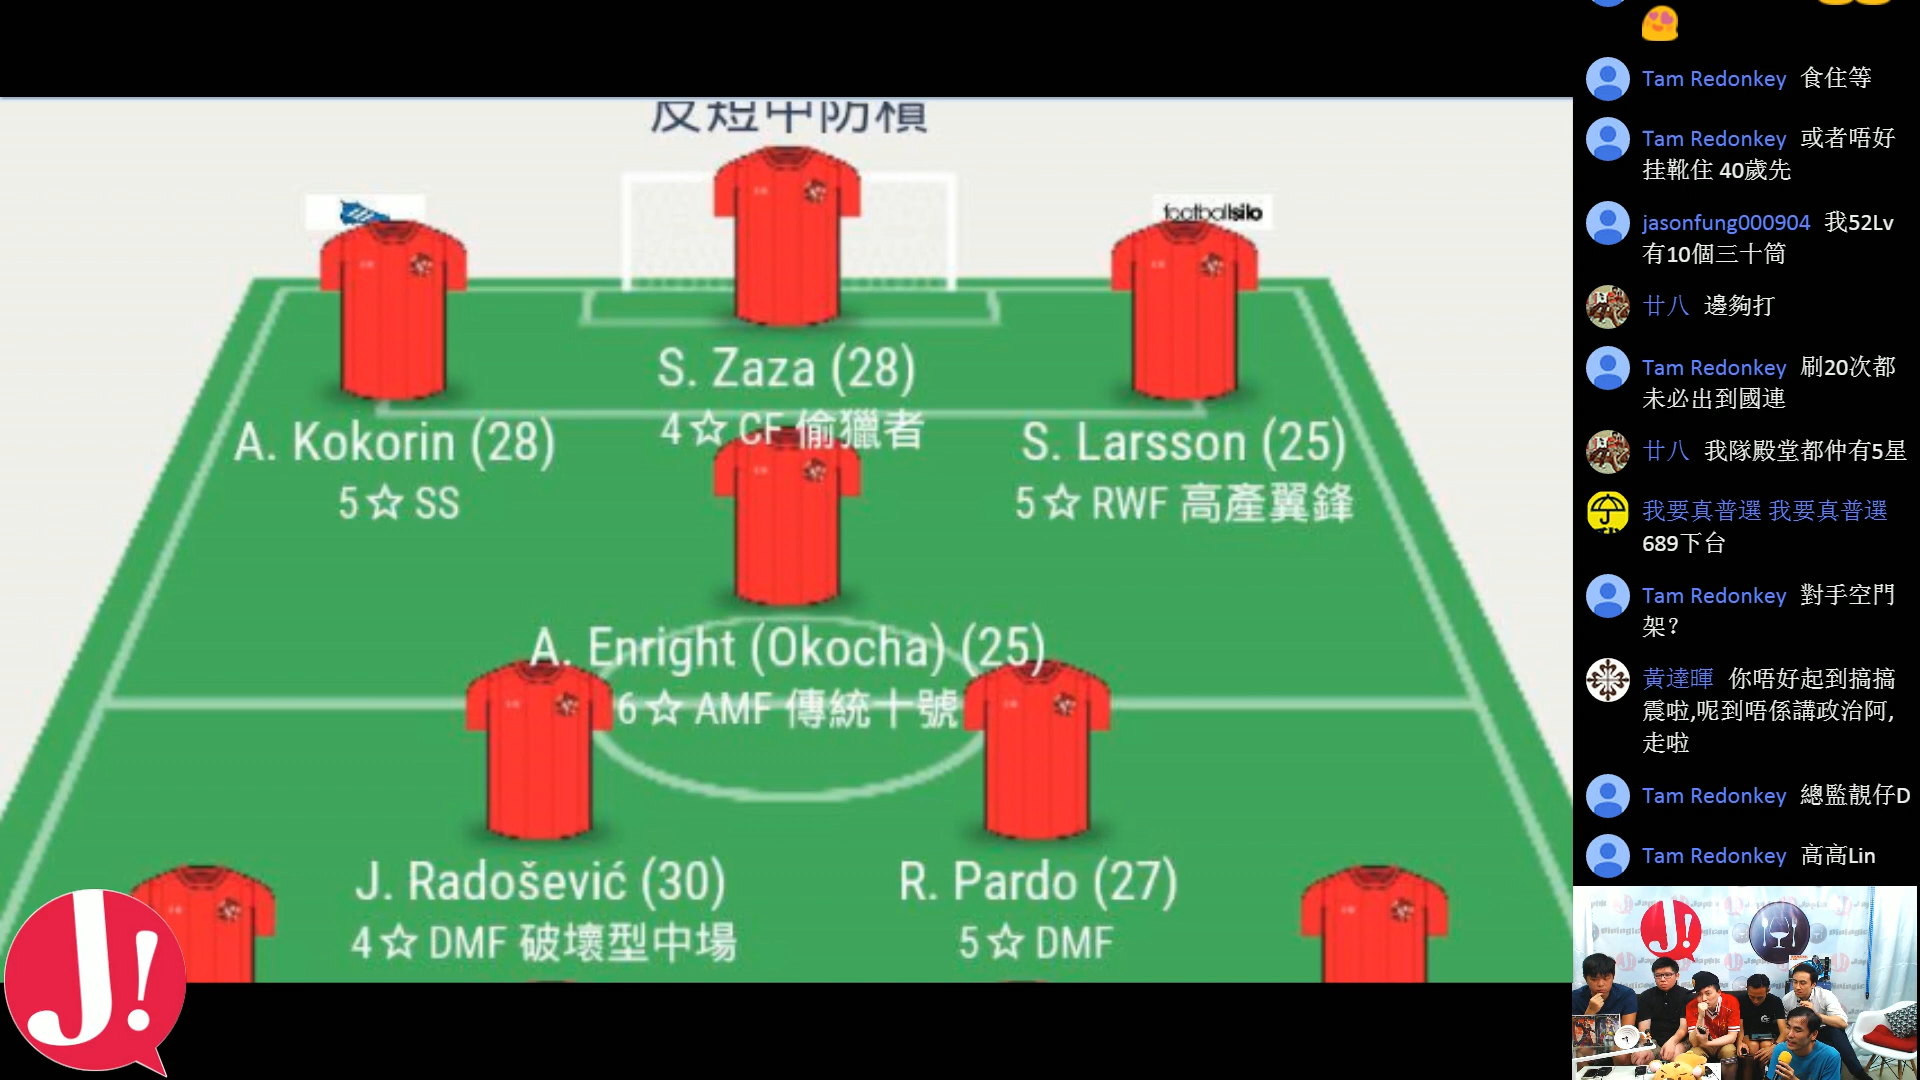 反短中防積
footballsilo
S. Zaza (28)
4☆ CF 偷獵者
A. Kokorin (28)
5☆ SS
S. Larsson (25)
5☆ RWF 高產翼鋒
A. Enright (Okocha) (25)
6☆ AMF 傳統十號
J. Radošević (30)
4☆ DMF 破壞型中場
R. Pardo (27)
5☆ DMF
J!
Tam Redonkey 食住等
Tam Redonkey 或者唔好
挂靴住 40歲先
jasonfung000904 我52Lv
有10個三十筒
廿八 邊夠打
Tam Redonkey 刷20次都
未必出到國連
廿八 我隊殿堂都仲有5星
我要真普選 我要真普選
689下台
Tam Redonkey 對手空門
架?
黃達暉 你唔好起到搞搞
震啦,呢到唔係講政治阿,
走啦
Tam Redonkey 總監靚仔D
Tam Redonkey 高高Lin
J!